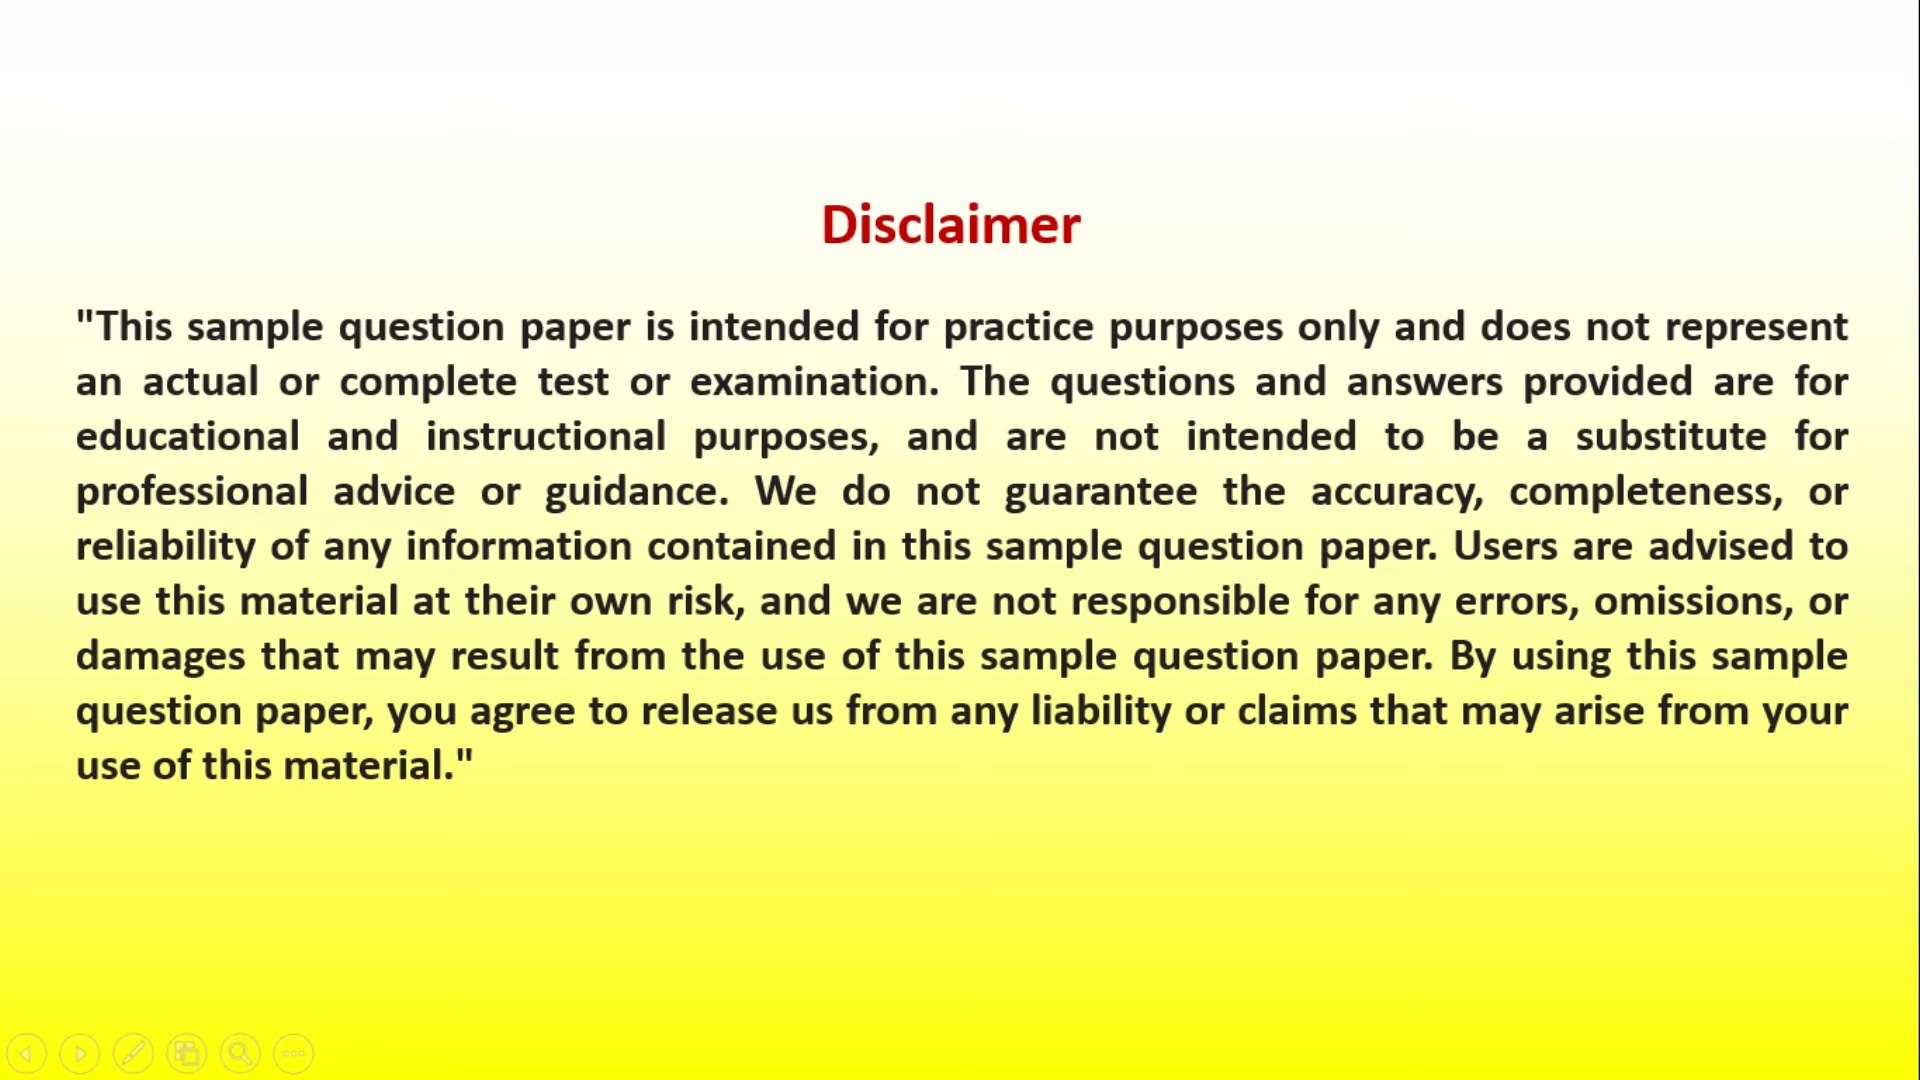 Disclaimer
"This sample question paper is intended for practice purposes only and does not represent
an actual or complete test or examination. The questions and answers provided are for
educational and instructional purposes, and are not intended to be a substitute for
professional advice or guidance. We do not guarantee the accuracy, completeness, or
reliability of any information contained in this sample question paper. Users are advised to
use this material at their own risk, and we are not responsible for any errors, omissions, or
damages that may result from the use of this sample question paper. By using this sample
question paper, you agree to release us from any liability or claims that may arise from your
use of this material."